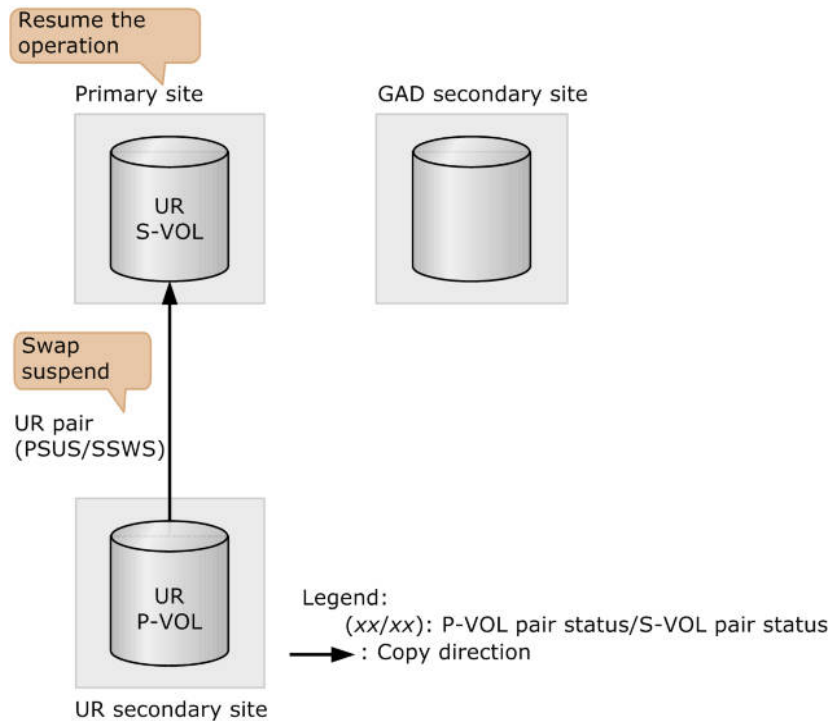 Resume the
operation
Primary site
GAD secondary site
UR
S-VOL
Swap
suspend
UR pair
(PSUS/SSWS)
UR
P-VOL
Legend:
(xx/xx): P-VOL pair status/S-VOL pair status
: Copy direction
UR secondary site